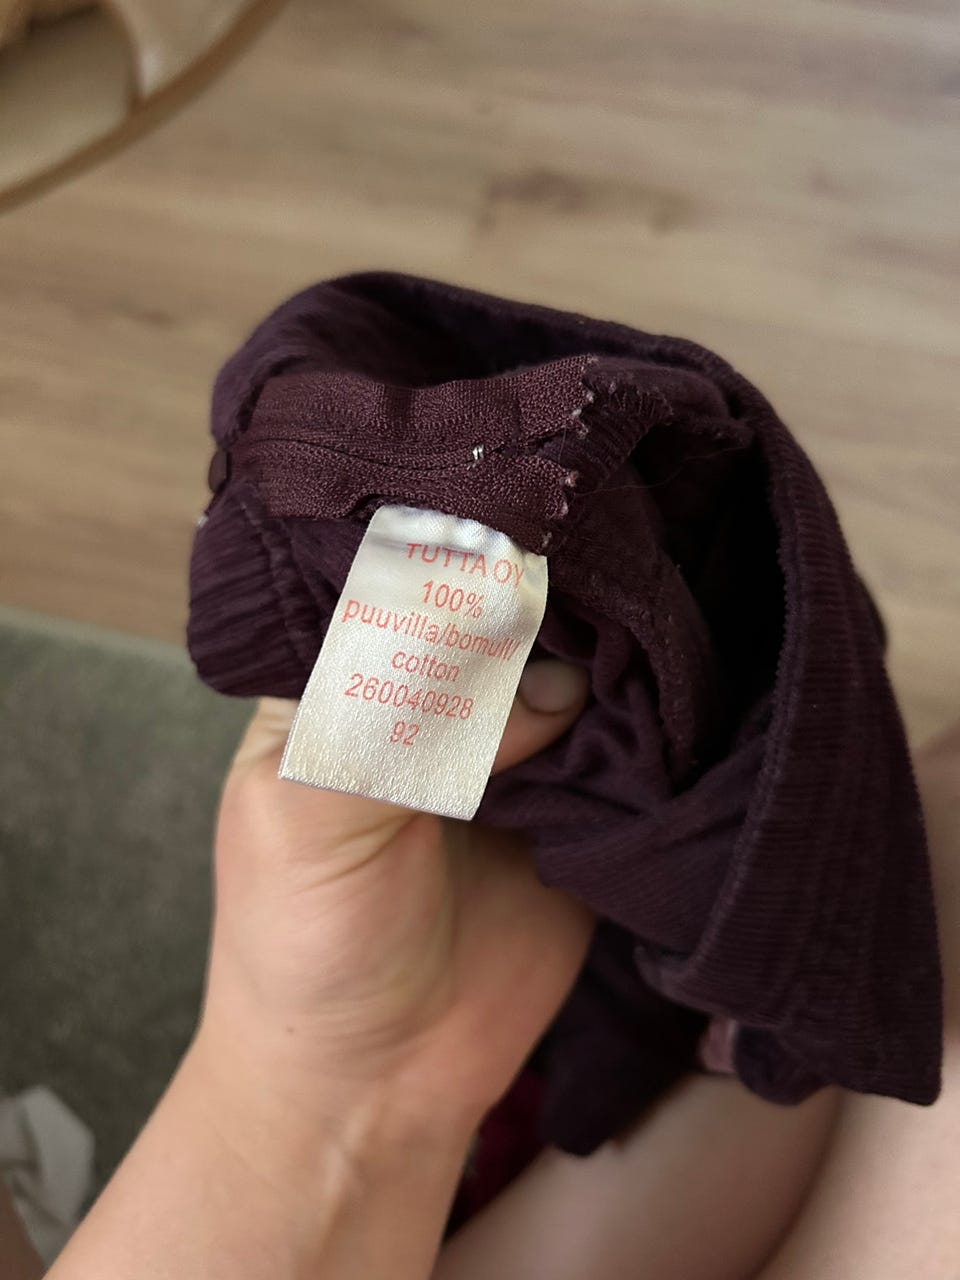 TUTTA OY
100%
puuvilla/bomull/
cotton
260040928
92